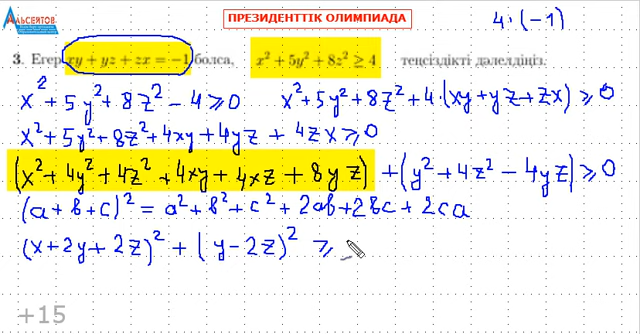 АЛЬСЕИТОВ
ПРЕЗИДЕНТТІК ОЛИМПИАДА
4·(-1)
3. Егер xy + yz + zx = -1 болса, x² + 5y² + 8z² ≥ 4 теңсіздікті дәлелдіңіз.
x² + 5y² + 8z² - 4 ≥ 0 x² + 5y² + 8z² + 4·(xy + yz + zx) ≥ 0
x² + 5y² + 8z² + 4xy + 4yz + 4zx ≥ 0
(x² + 4y² + 4z² + 4xy + 4xz + 8yz) + (y² + 4z² - 4yz) ≥ 0
(a + b + c)² = a² + b² + c² + 2ab + 2bc + 2ca
(x + 2y + 2z)² + (y - 2z)² ≥
+15